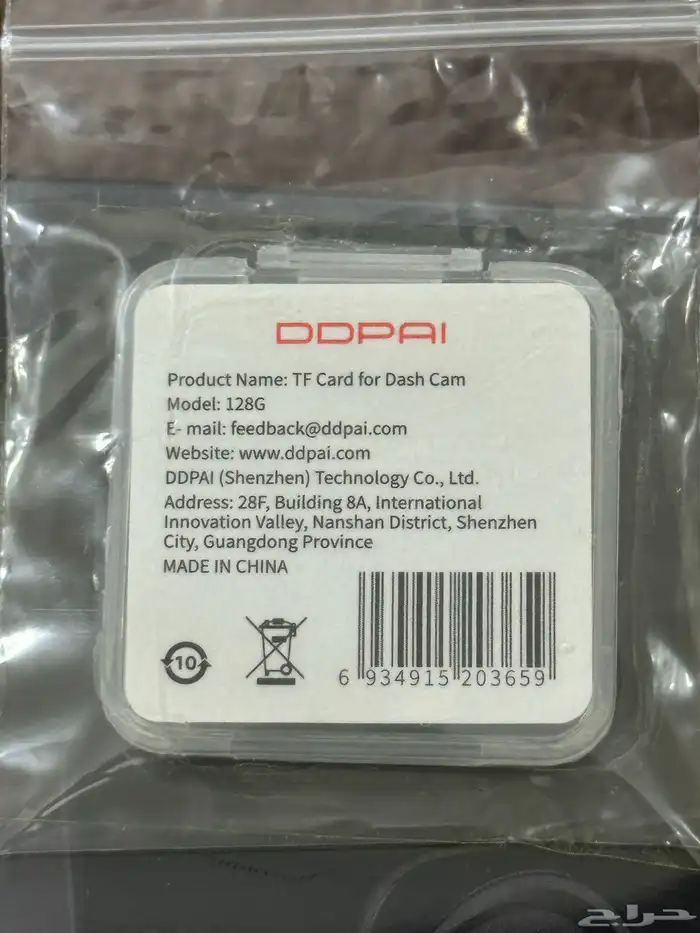 DDPAI
Product Name: TF Card for Dash Cam
Model: 128G
E- mail: feedback@ddpai.com
Website: www.ddpai.com
DDPAI (Shenzhen) Technology Co., Ltd.
Address: 28F, Building 8A, International
Innovation Valley, Nanshan District, Shenzhen
City, Guangdong Province
MADE IN CHINA
10
6 934915 203659
حراج